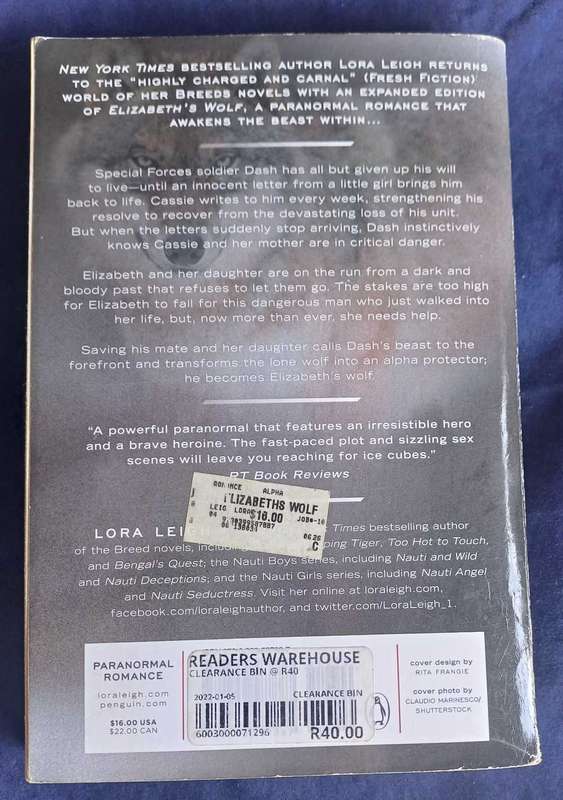 NEW YORK TIMES BESTSELLING AUTHOR LORA LEIGH RETURNS
TO THE "HIGHLY CHARGED AND CARNAL" (FRESH FICTION)
WORLD OF HER BREEDS NOVELS WITH AN EXPANDED EDITION
OF ELIZABETH'S WOLF, A PARANORMAL ROMANCE THAT
AWAKENS THE BEAST WITHIN...
Special Forces soldier Dash has all but given up his will
to live—until an innocent letter from a little girl brings him
back to life. Cassie writes to him every week, strengthening his
resolve to recover from the devastating loss of his unit.
But when the letters suddenly stop arriving, Dash instinctively
knows Cassie and her mother are in critical danger.
Elizabeth and her daughter are on the run from a dark and
bloody past that refuses to let them go. The stakes are too high
for Elizabeth to fall for this dangerous man who just walked into
her life, but, now more than ever, she needs help.
Saving his mate and her daughter calls Dash's beast to the
forefront and transforms the lone wolf into an alpha protector;
he becomes Elizabeth's wolf.
"A powerful paranormal that features an irresistible hero
and a brave heroine. The fast-paced plot and sizzling sex
scenes will leave you reaching for ice cubes."
RT Book Reviews
ALPHA
ELIZABETHS WOLF
LEIG LORA $16.00
0626
C
LORA LEI Times bestselling author
of the Breed novels, includ ping Tiger, Too Hot to Touch,
and Bengal's Quest; the Nauti Boys series, including Nauti and Wild
and Nauti Deceptions; and the Nauti Girls series, including Nauti Angel
and Nauti Seductress. Visit her online at loraleigh.com,
facebook.com/loraleighauthor, and twitter.com/LoraLeigh_1.
PARANORMAL
ROMANCE
loraleigh.com
penguin.com
$16.00 USA
$22.00 CAN
READERS WAREHOUSE
CLEARANCE BIN @ R40
2022-01-05 CLEARANCE BIN
6003000071296 R40.00
cover design by
RITA FRANGIE
cover photo by
CLAUDIO MARINESCO/
SHUTTERSTOCK